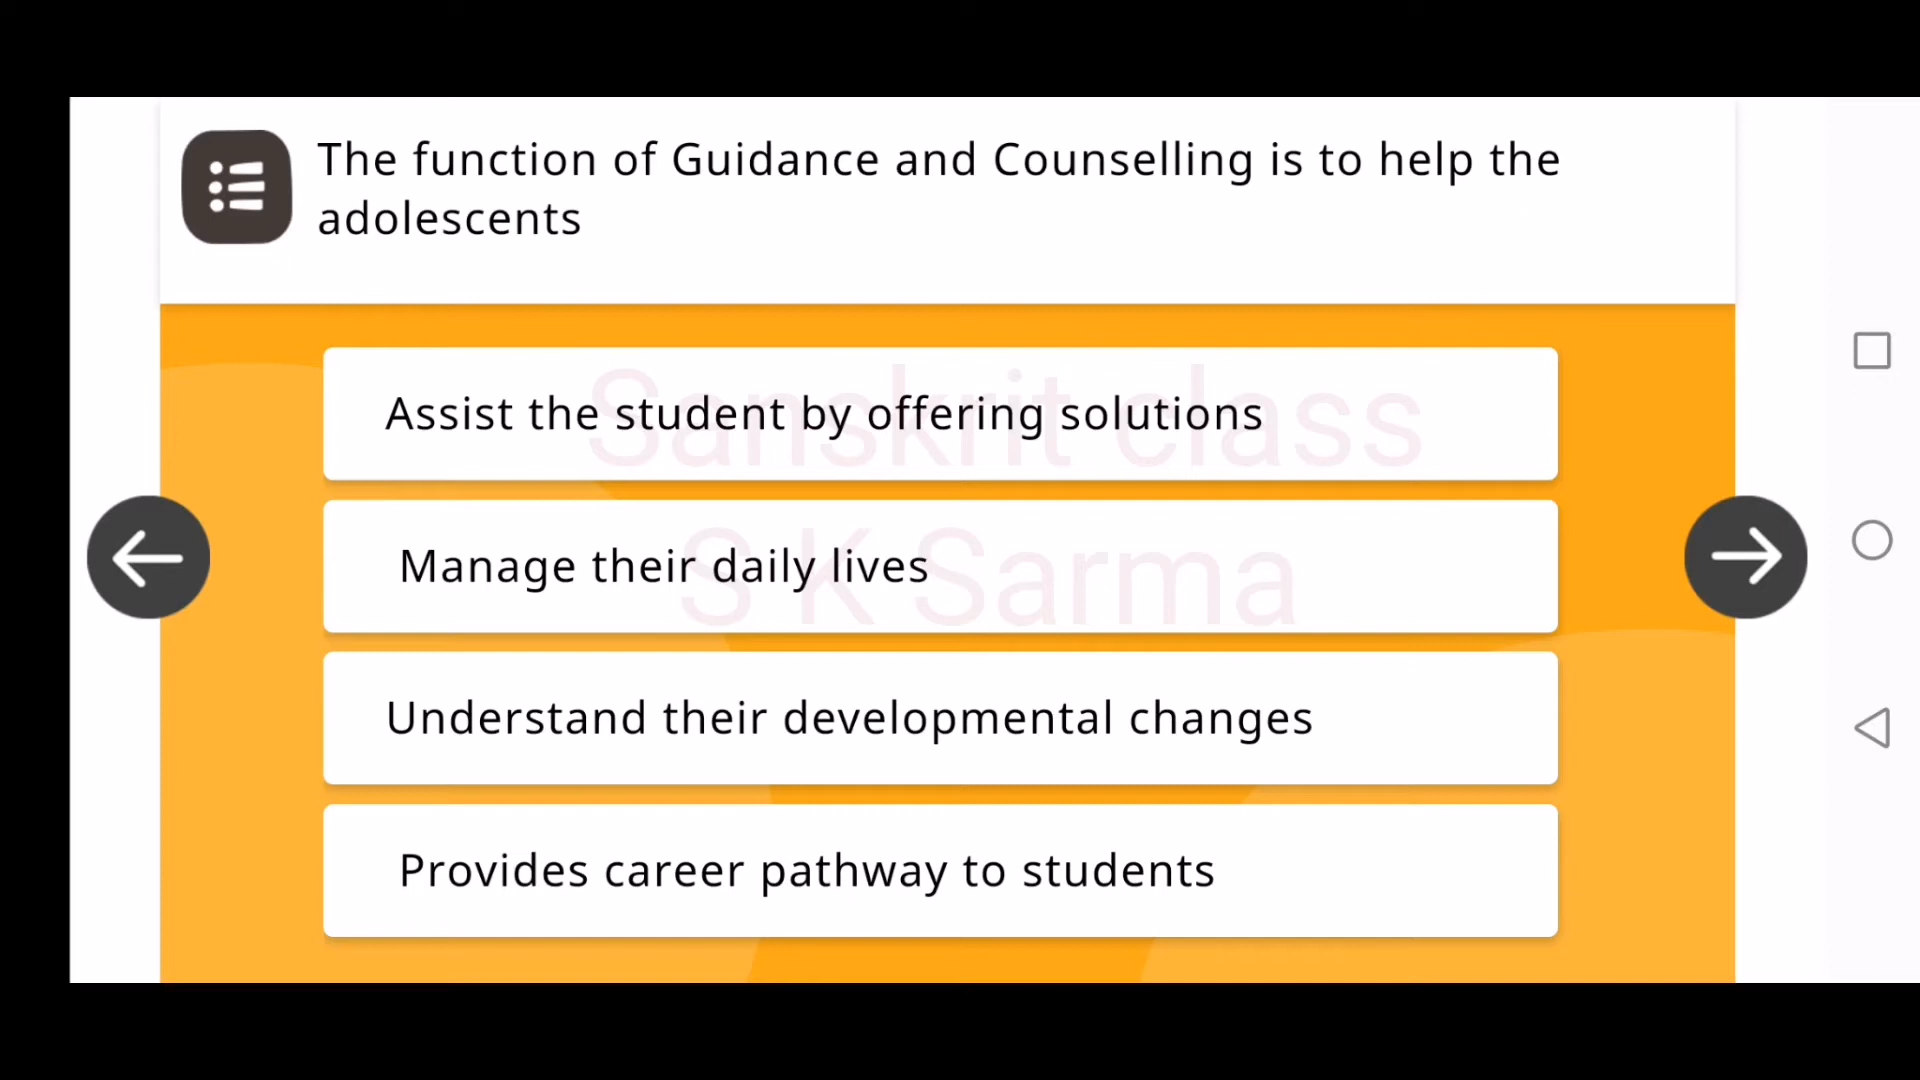 The function of Guidance and Counselling is to help the
adolescents
Assist the student by offering solutions
Sanskrit class
Manage their daily lives
S K Sarma
Understand their developmental changes
Provides career pathway to students